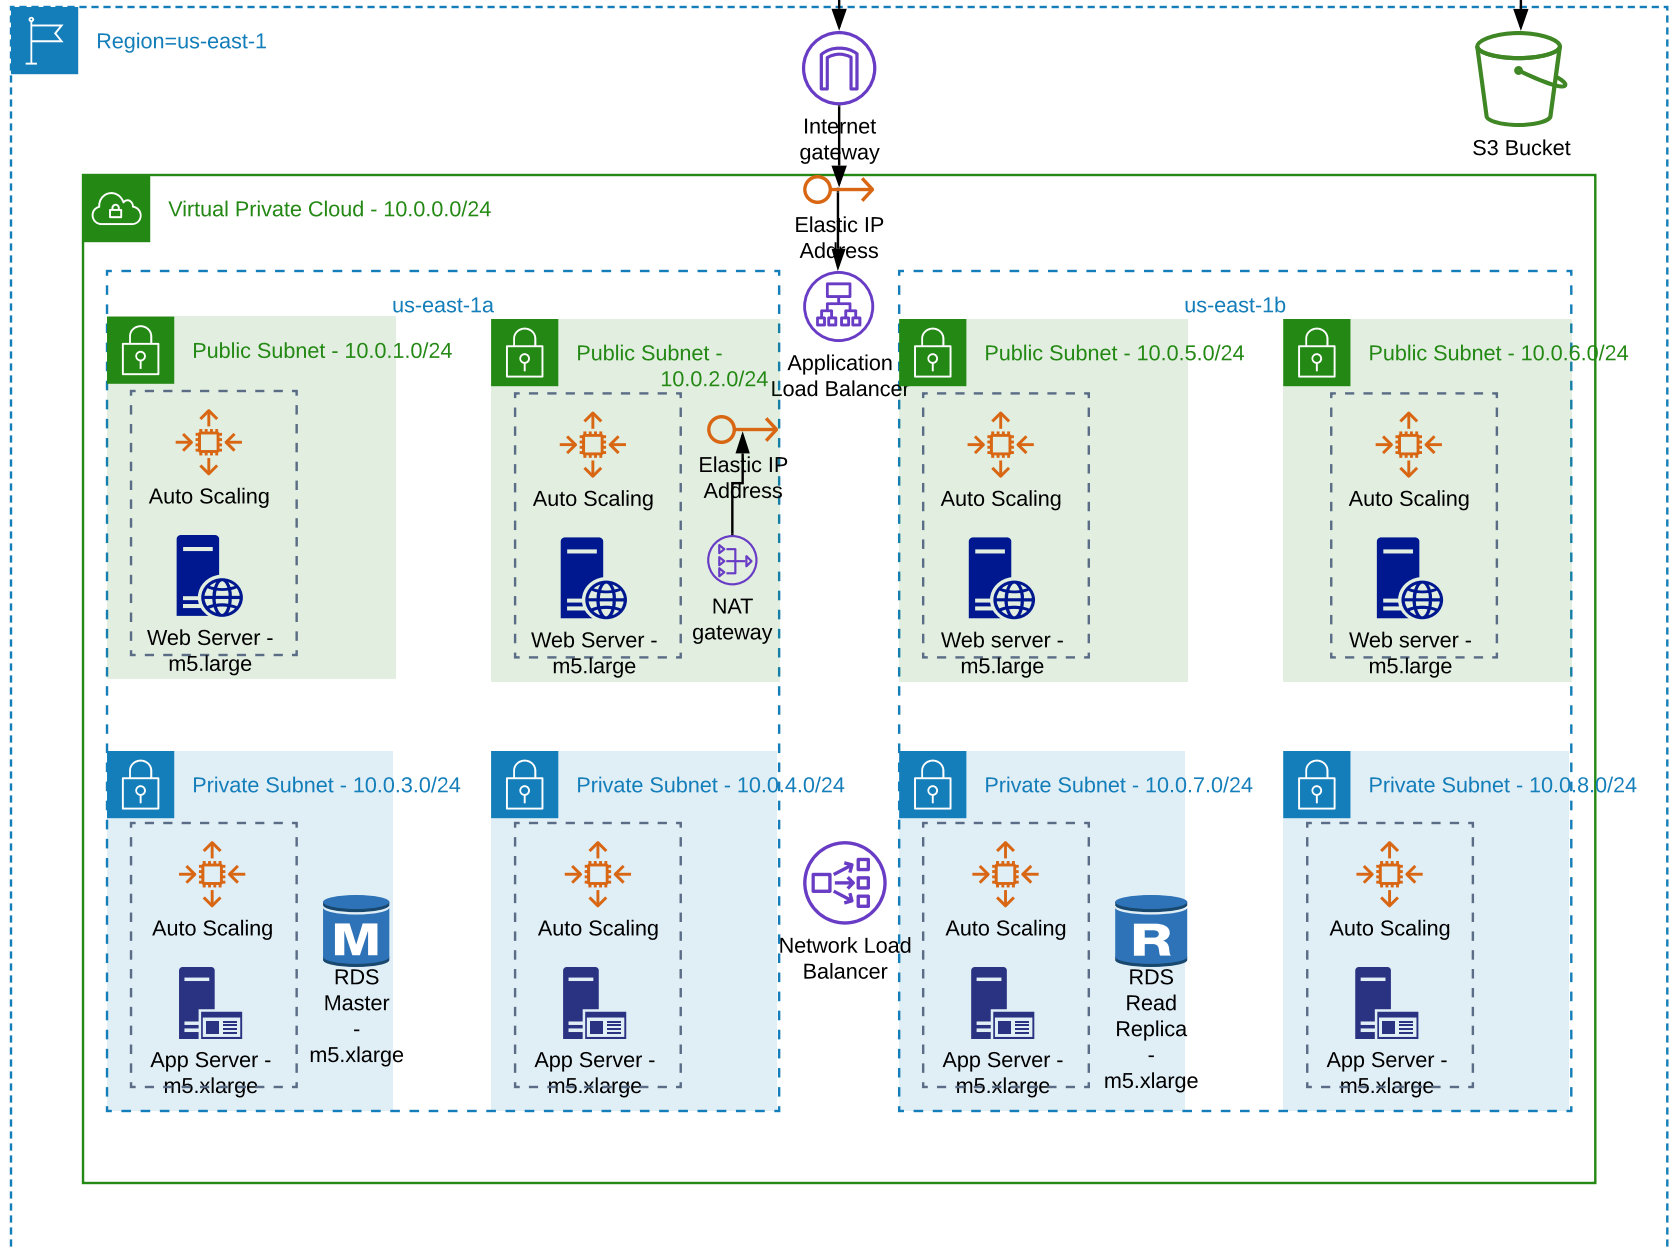 Region=us-east-1
Internet
gateway
S3 Bucket
Virtual Private Cloud - 10.0.0.0/24
Elastic IP
Address
us-east-1a
us-east-1b
Public Subnet - 10.0.1.0/24
Public Subnet -
10.0.2.0/24
Application
Load Balancer
Public Subnet - 10.0.5.0/24
Public Subnet - 10.0.6.0/24
Auto Scaling
Auto Scaling
Elastic IP
Address
Auto Scaling
Auto Scaling
Web Server -
m5.large
Web Server -
m5.large
NAT
gateway
Web server -
m5.large
Web server -
m5.large
Private Subnet - 10.0.3.0/24
Private Subnet - 10.0.4.0/24
Private Subnet - 10.0.7.0/24
Private Subnet - 10.0.8.0/24
Auto Scaling
M
RDS
Master
-
m5.xlarge
Auto Scaling
Network Load
Balancer
Auto Scaling
R
RDS
Read
Replica
-
m5.xlarge
Auto Scaling
App Server -
m5.xlarge
App Server -
m5.xlarge
App Server -
m5.xlarge
App Server -
m5.xlarge